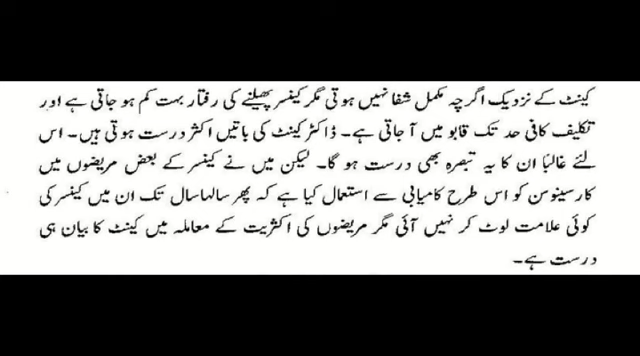 کینٹ کے نزدیک اگرچہ مکمل شفا نہیں ہوتی مگر کینسر پھیلنے کی رفتار بہت کم ہو جاتی ہے اور
تکلیف کافی حد تک قابو میں آ جاتی ہے۔ ڈاکٹر کینٹ کی باتیں اکثر درست ہوتی ہیں۔ اس
لئے غالباً ان کا یہ تبصرہ بھی درست ہو گا۔ لیکن میں نے کینسر کے بعض مریضوں میں
کارسینوسن کو اس طرح کامیابی سے استعمال کیا ہے کہ پھر سالہا سال تک ان میں کینسر کی
کوئی علامت لوٹ کر نہیں آئی مگر مریضوں کی اکثریت کے معاملہ میں کینٹ کا بیان ہی
درست ہے۔